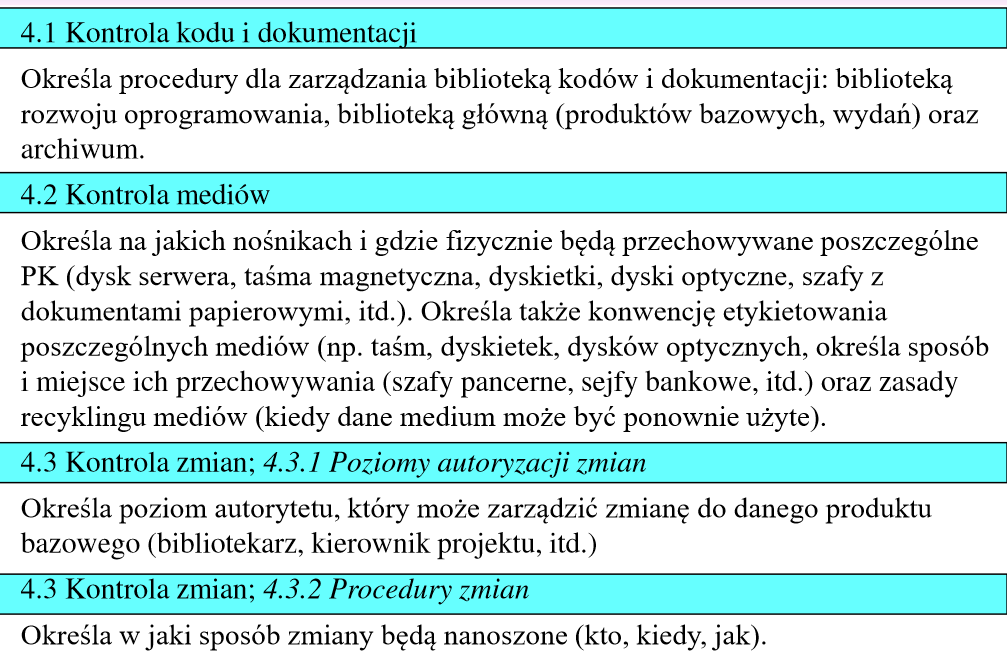 4.1 Kontrola kodu i dokumentacji
Określa procedury dla zarządzania biblioteką kodów i dokumentacji: biblioteką
rozwoju oprogramowania, biblioteką główną (produktów bazowych, wydań) oraz
archiwum.
4.2 Kontrola mediów
Określa na jakich nośnikach i gdzie fizycznie będą przechowywane poszczególne
PK (dysk serwera, taśma magnetyczna, dyskietki, dyski optyczne, szafy z
dokumentami papierowymi, itd.). Określa także konwencję etykietowania
poszczególnych mediów (np. taśm, dyskietek, dysków optycznych, określa sposób
i miejsce ich przechowywania (szafy pancerne, sejfy bankowe, itd.) oraz zasady
recyklingu mediów (kiedy dane medium może być ponownie użyte).
4.3 Kontrola zmian; 4.3.1 Poziomy autoryzacji zmian
Określa poziom autorytetu, który może zarządzić zmianę do danego produktu
bazowego (bibliotekarz, kierownik projektu, itd.)
4.3 Kontrola zmian; 4.3.2 Procedury zmian
Określa w jaki sposób zmiany będą nanoszone (kto, kiedy, jak).